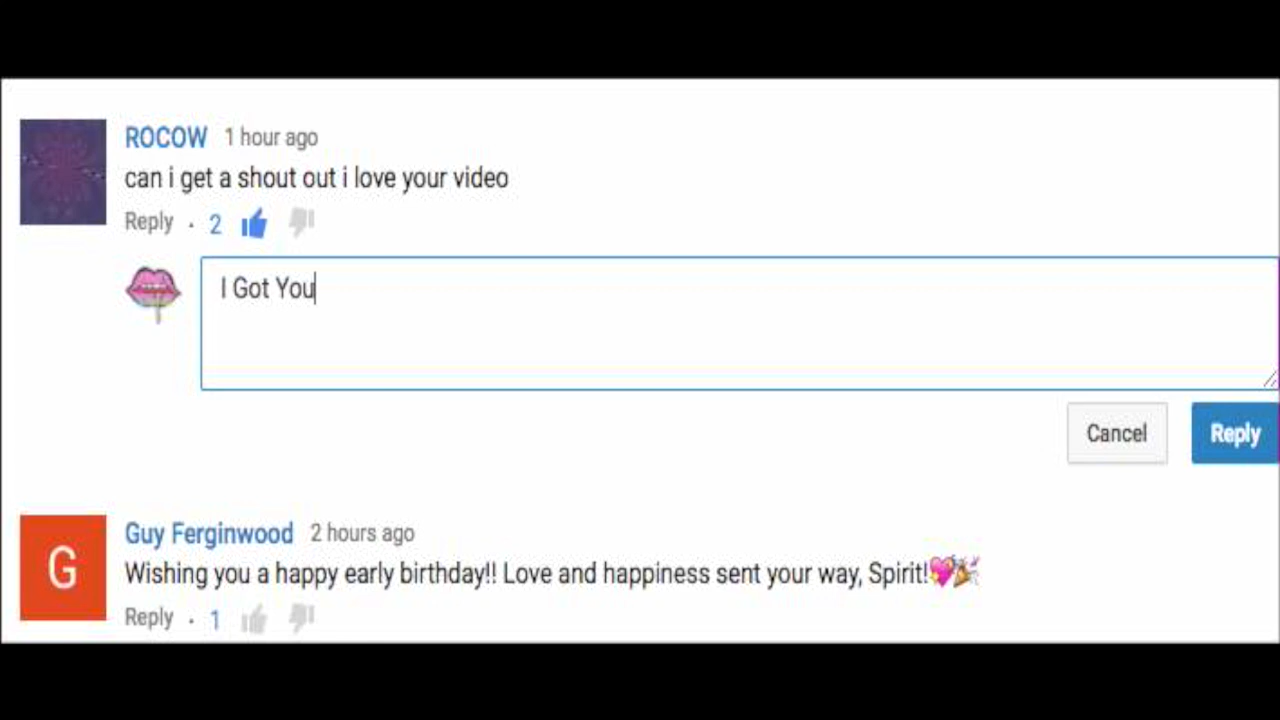 ROCOW 1 hour ago
can i get a shout out i love your video
Reply . 2
I Got You
Cancel Reply
G
Guy Ferginwood 2 hours ago
Wishing you a happy early birthday!! Love and happiness sent your way, Spirit!💖🎉
Reply . 1